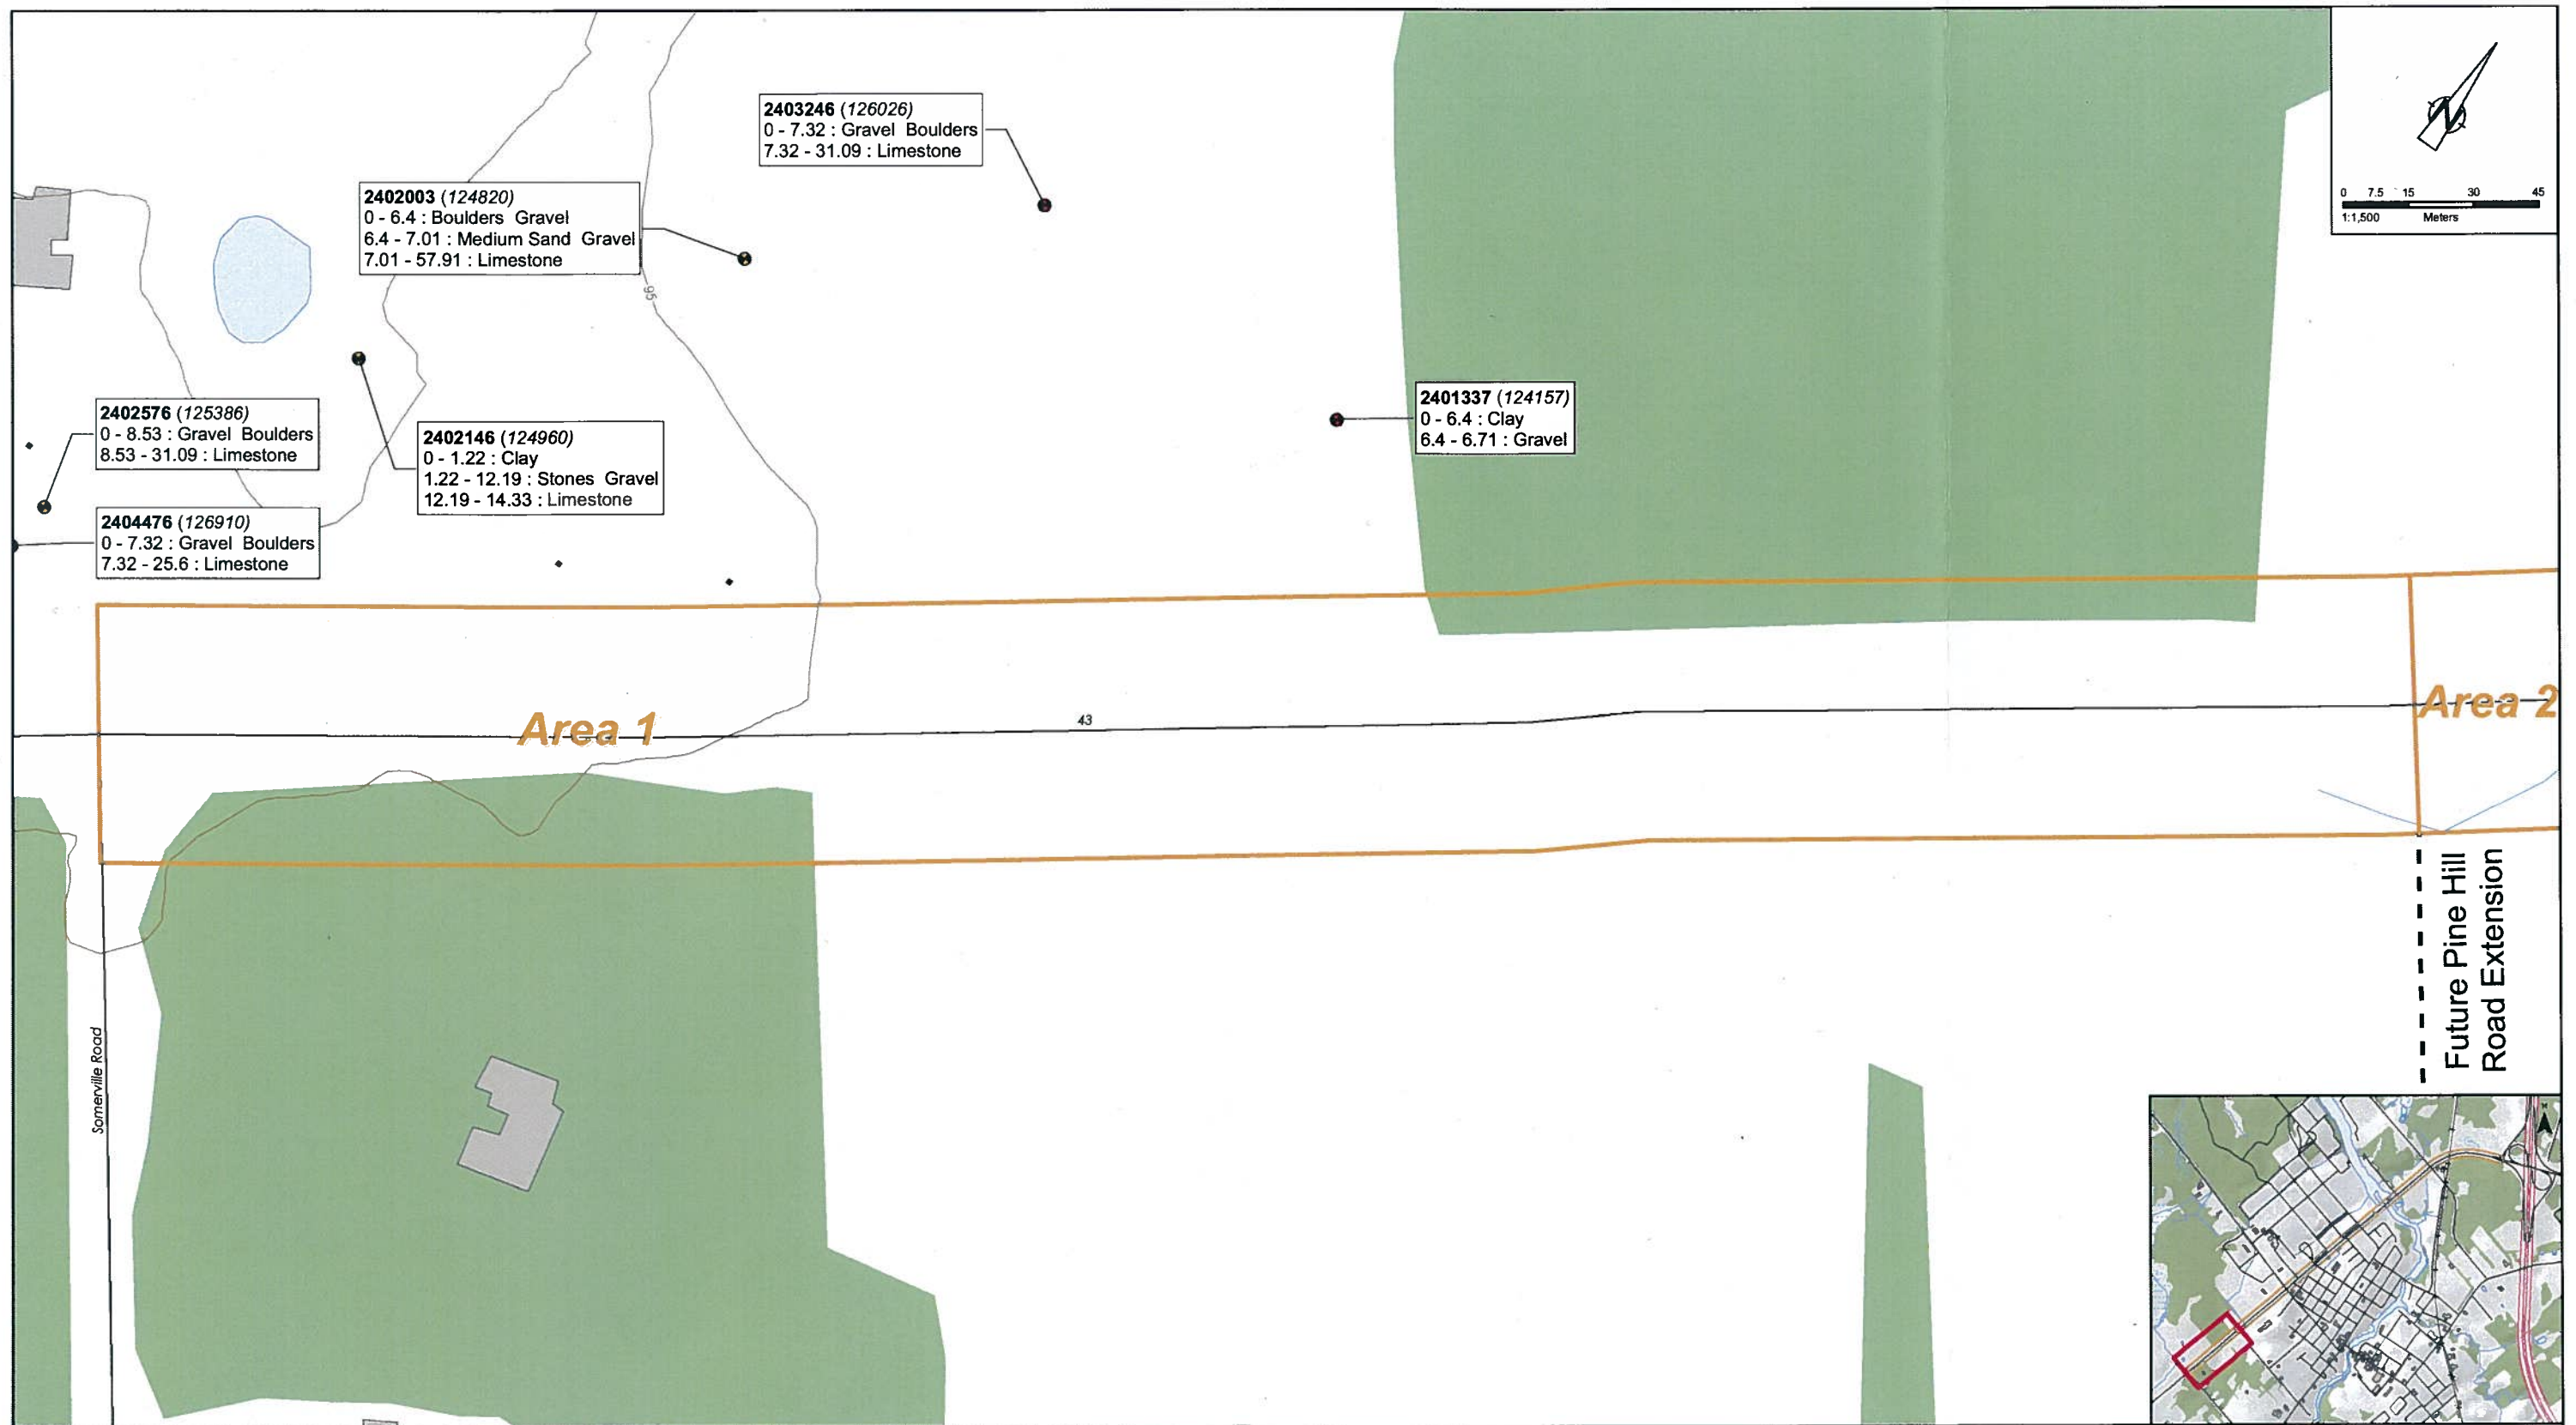 2403246 (126026)
0 - 7.32 : Gravel Boulders
7.32 - 31.09 : Limestone
N
0 7.5 15 30 45
1:1,500 Meters
2402003 (124820)
0 - 6.4 : Boulders Gravel
6.4 - 7.01 : Medium Sand Gravel
7.01 - 57.91 : Limestone
95
2402576 (125386)
0 - 8.53 : Gravel Boulders
8.53 - 31.09 : Limestone
2402146 (124960)
0 - 1.22 : Clay
1.22 - 12.19 : Stones Gravel
12.19 - 14.33 : Limestone
2401337 (124157)
0 - 6.4 : Clay
6.4 - 6.71 : Gravel
2404476 (126910)
0 - 7.32 : Gravel Boulders
7.32 - 25.6 : Limestone
Area 1
43
Area 2
Somerville Road
Future Pine Hill
Road Extension